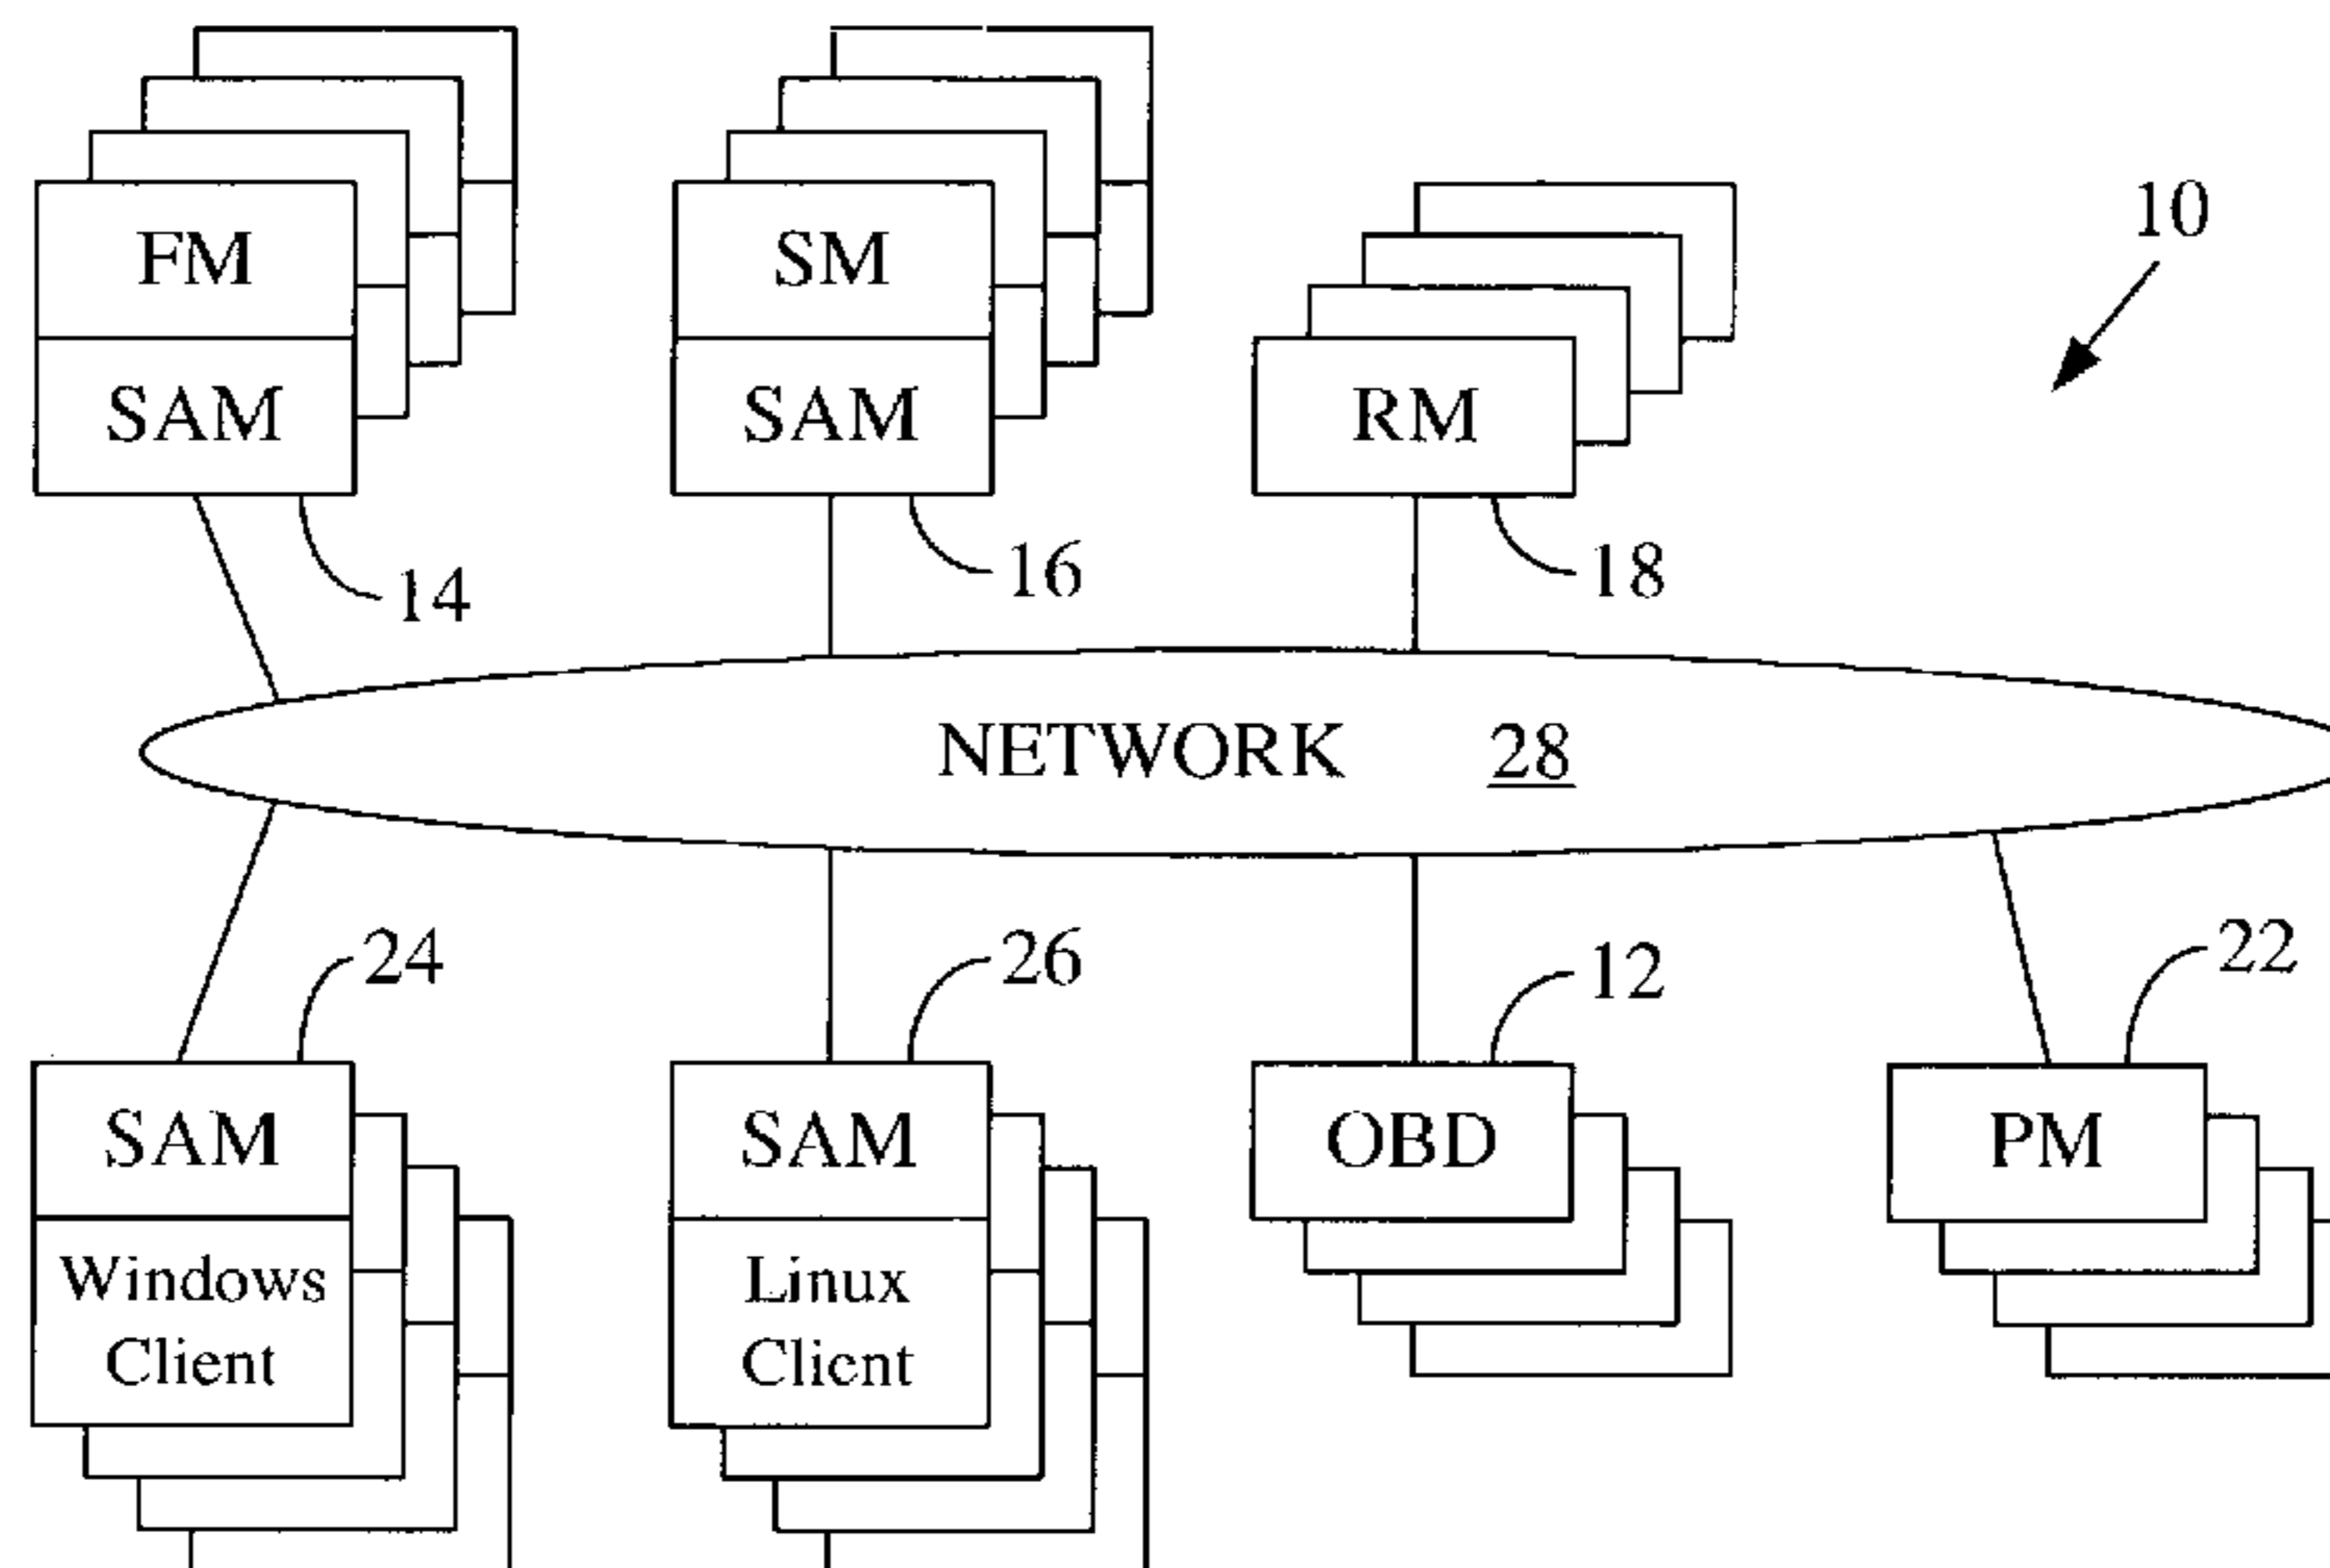 10
FM
SAM
14
SM
SAM
16
RM
18
NETWORK 28
24
SAM
Windows
Client
26
SAM
Linux
Client
12
OBD
22
PM